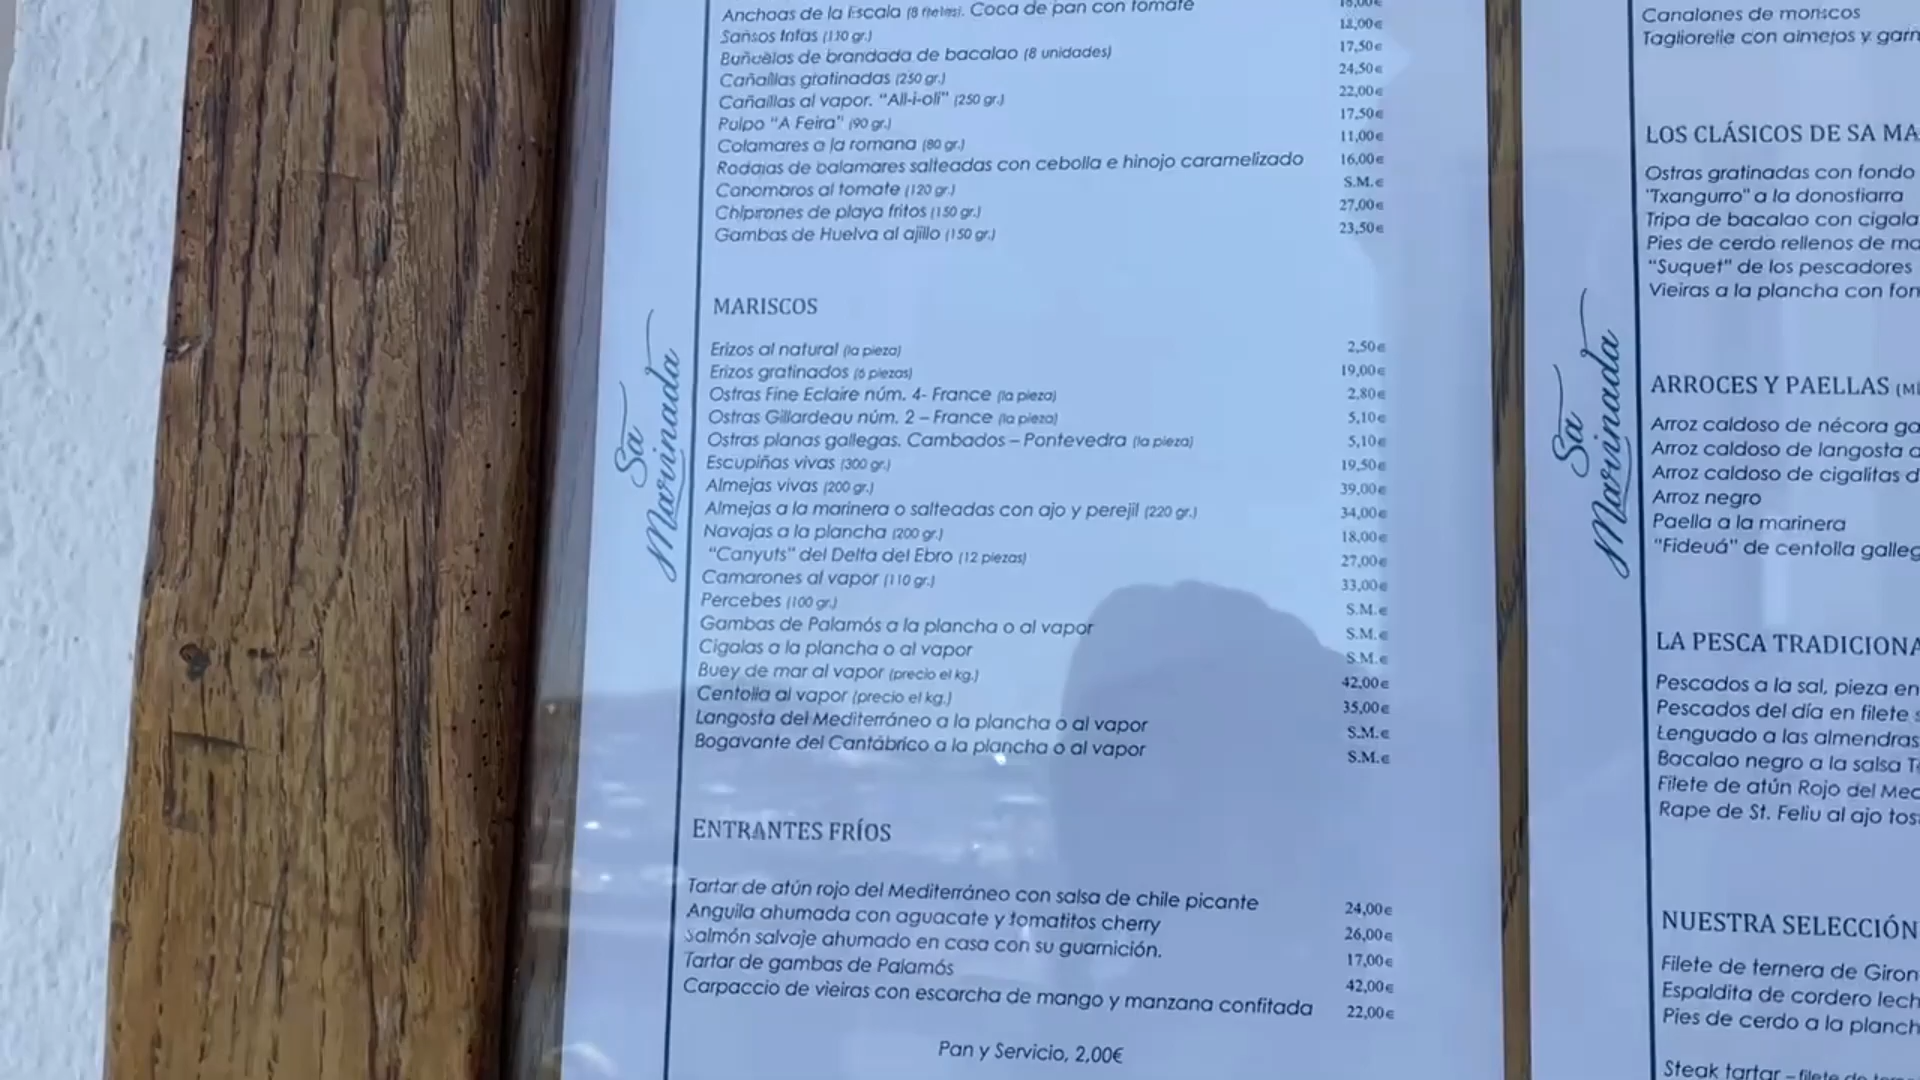 Anchoas de la Escala (8 filetes). Coca de pan con tomate
Sansos fritos (130 gr.) 18,00€
Buñuelos de brandada de bacalao (8 unidades) 17,50€
Cañaíllas gratinadas (250 gr.) 24,50€
Cañaíllas al vapor. "All-i-oli" (250 gr.) 22,00€
Pulpo "A Feira" (90 gr.) 17,50€
Calamares a la romana (80 gr.) 11,00€
Rodajas de calamares salteadas con cebolla e hinojo caramelizado 16,00€
Canomaros al tomate (120 gr.) S.M.€
Chipirones de playa fritos (150 gr.) 27,00€
Gambas de Huelva al ajillo (150 gr.) 23,50€
MARISCOS
Erizos al natural (la pieza) 2,50€
Erizos gratinados (6 piezas) 19,00€
Ostras Fine Eclaire núm. 4- France (la pieza) 2,80€
Ostras Gillardeau núm. 2 – France (la pieza) 5,10€
Ostras planas gallegas. Cambados – Pontevedra (la pieza) 5,10€
Escupiñas vivas (300 gr.) 19,50€
Almejas vivas (200 gr.) 39,00€
Almejas a la marinera o salteadas con ajo y perejil (220 gr.) 34,00€
Navajas a la plancha (200 gr.) 18,00€
"Canyuts" del Delta del Ebro (12 piezas) 27,00€
Camarones al vapor (110 gr.) 33,00€
Percebes (100 gr.) S.M.€
Gambas de Palamós a la plancha o al vapor S.M.€
Cigalas a la plancha o al vapor S.M.€
Buey de mar al vapor (precio el kg.) 42,00€
Centolla al vapor (precio el kg.) 35,00€
Langosta del Mediterráneo a la plancha o al vapor S.M.€
Bogavante del Cantábrico a la plancha o al vapor S.M.€
ENTRANTES FRÍOS
Tartar de atún rojo del Mediterráneo con salsa de chile picante 24,00€
Anguila ahumada con aguacate y tomatitos cherry 26,00€
Salmón salvaje ahumado en casa con su guarnición. 17,00€
Tartar de gambas de Palamós 42,00€
Carpaccio de vieiras con escarcha de mango y manzana confitada 22,00€
Pan y Servicio, 2,00€
Sa Marinada
Canalones de mariscos
Tagliorelle con almejas y
LOS CLÁSICOS DE SA
Ostras gratinadas con fondo
"Txangurro" a la donostiarra
Tripa de bacalao con
Pies de cerdo rellenos de
"Suquet" de los pescadores
Vieiras a la plancha con
ARROCES Y PAELLAS
Arroz caldoso de nécora
Arroz caldoso de langosta
Arroz caldoso de cigalitas
Arroz negro
Paella a la marinera
"Fideuá" de centolla
LA PESCA
Pescados a la sal, pieza en
Pescados del día en filete
Lenguado a las almendras
Bacalao negro a la salsa
Filete de atún Rojo del
Rape de St. Feliu al ajo
NUESTRA SELECCIÓN
Filete de ternera de
Espaldita de cordero
Pies de cerdo a la
Steak tartar –
Sa Marinada